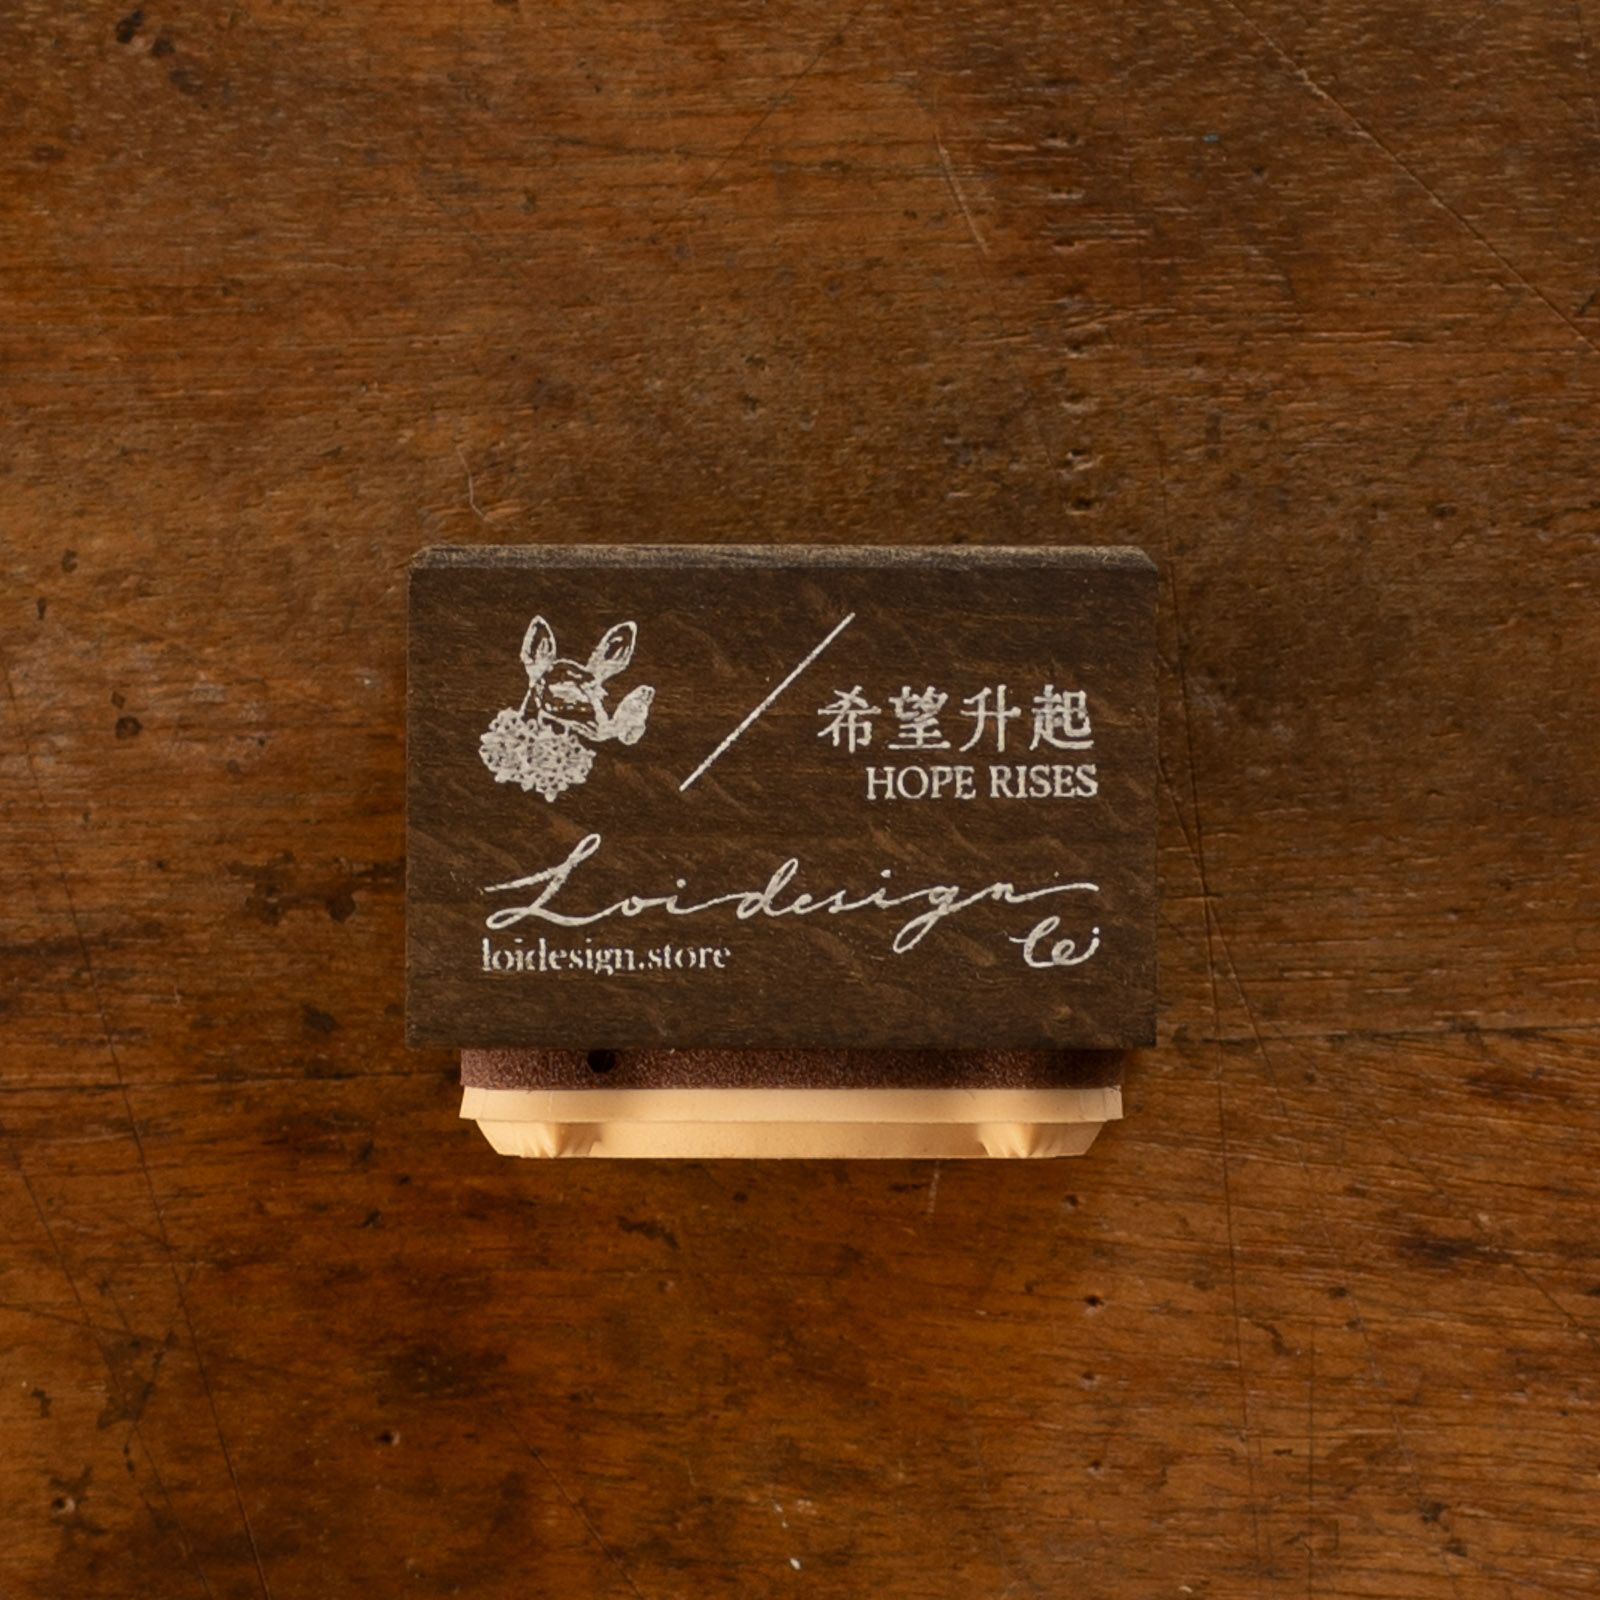 希望升起
HOPE RISES
Loidesign
loidesign.store